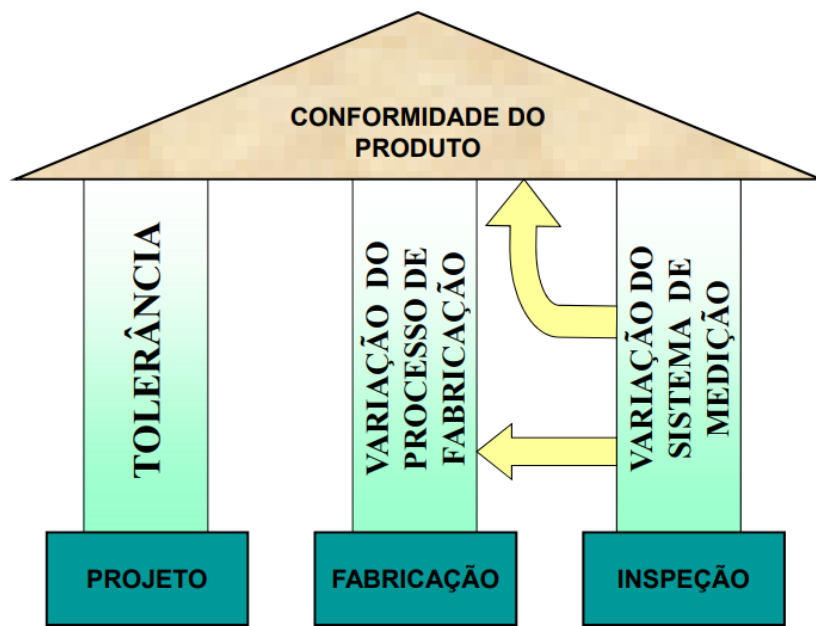 CONFORMIDADE DO
PRODUTO
TOLERÂNCIA
VARIAÇÃO DO
PROCESSO DE
FABRICAÇÃO
VARIAÇÃO DO
SISTEMA DE
MEDIÇÃO
PROJETO
FABRICAÇÃO
INSPEÇÃO